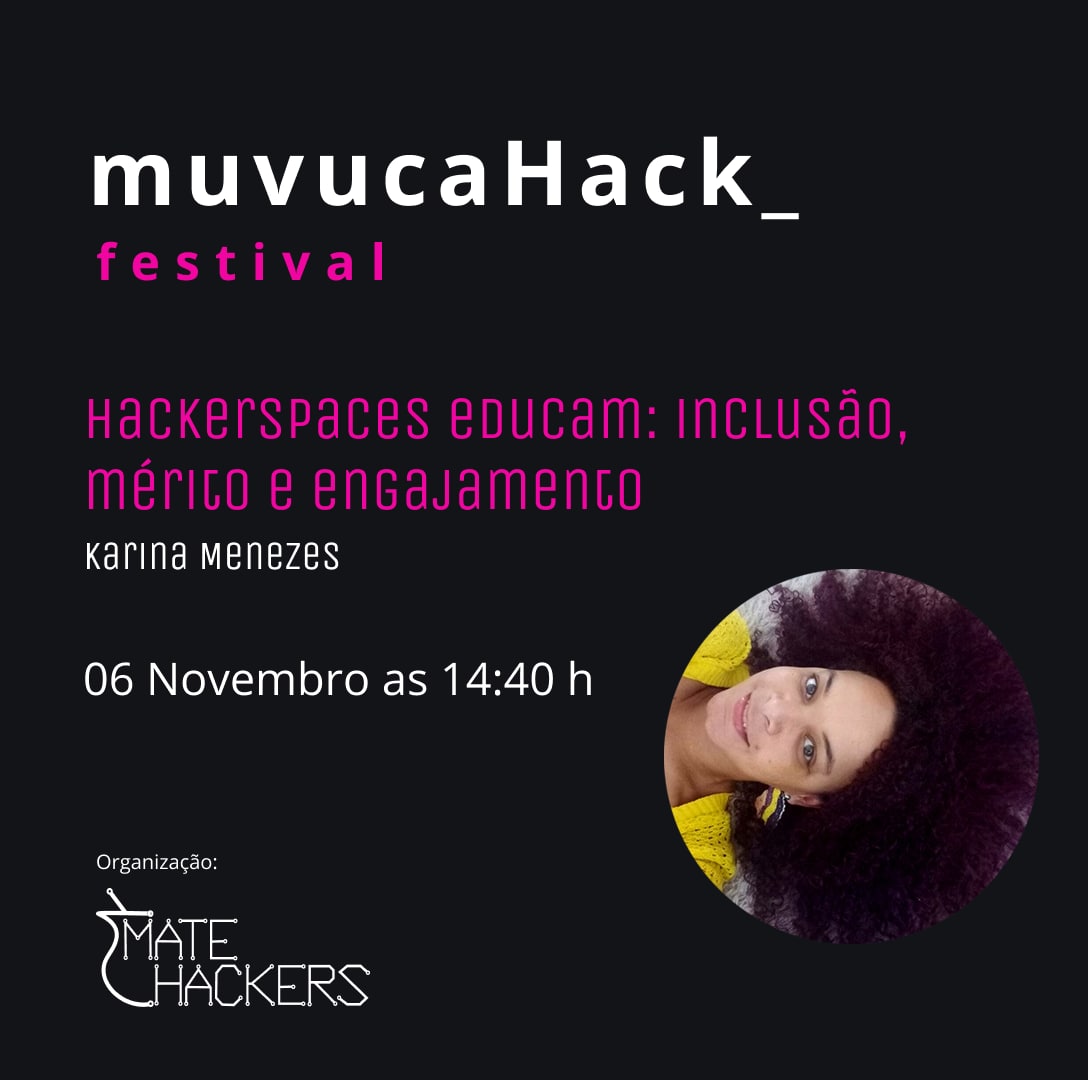 muvucaHack_
festival
Hackerspaces educam: inclusão,
mérito e engajamento
Karina Menezes
06 Novembro as 14:40 h
Organização:
MATE
HACKERS